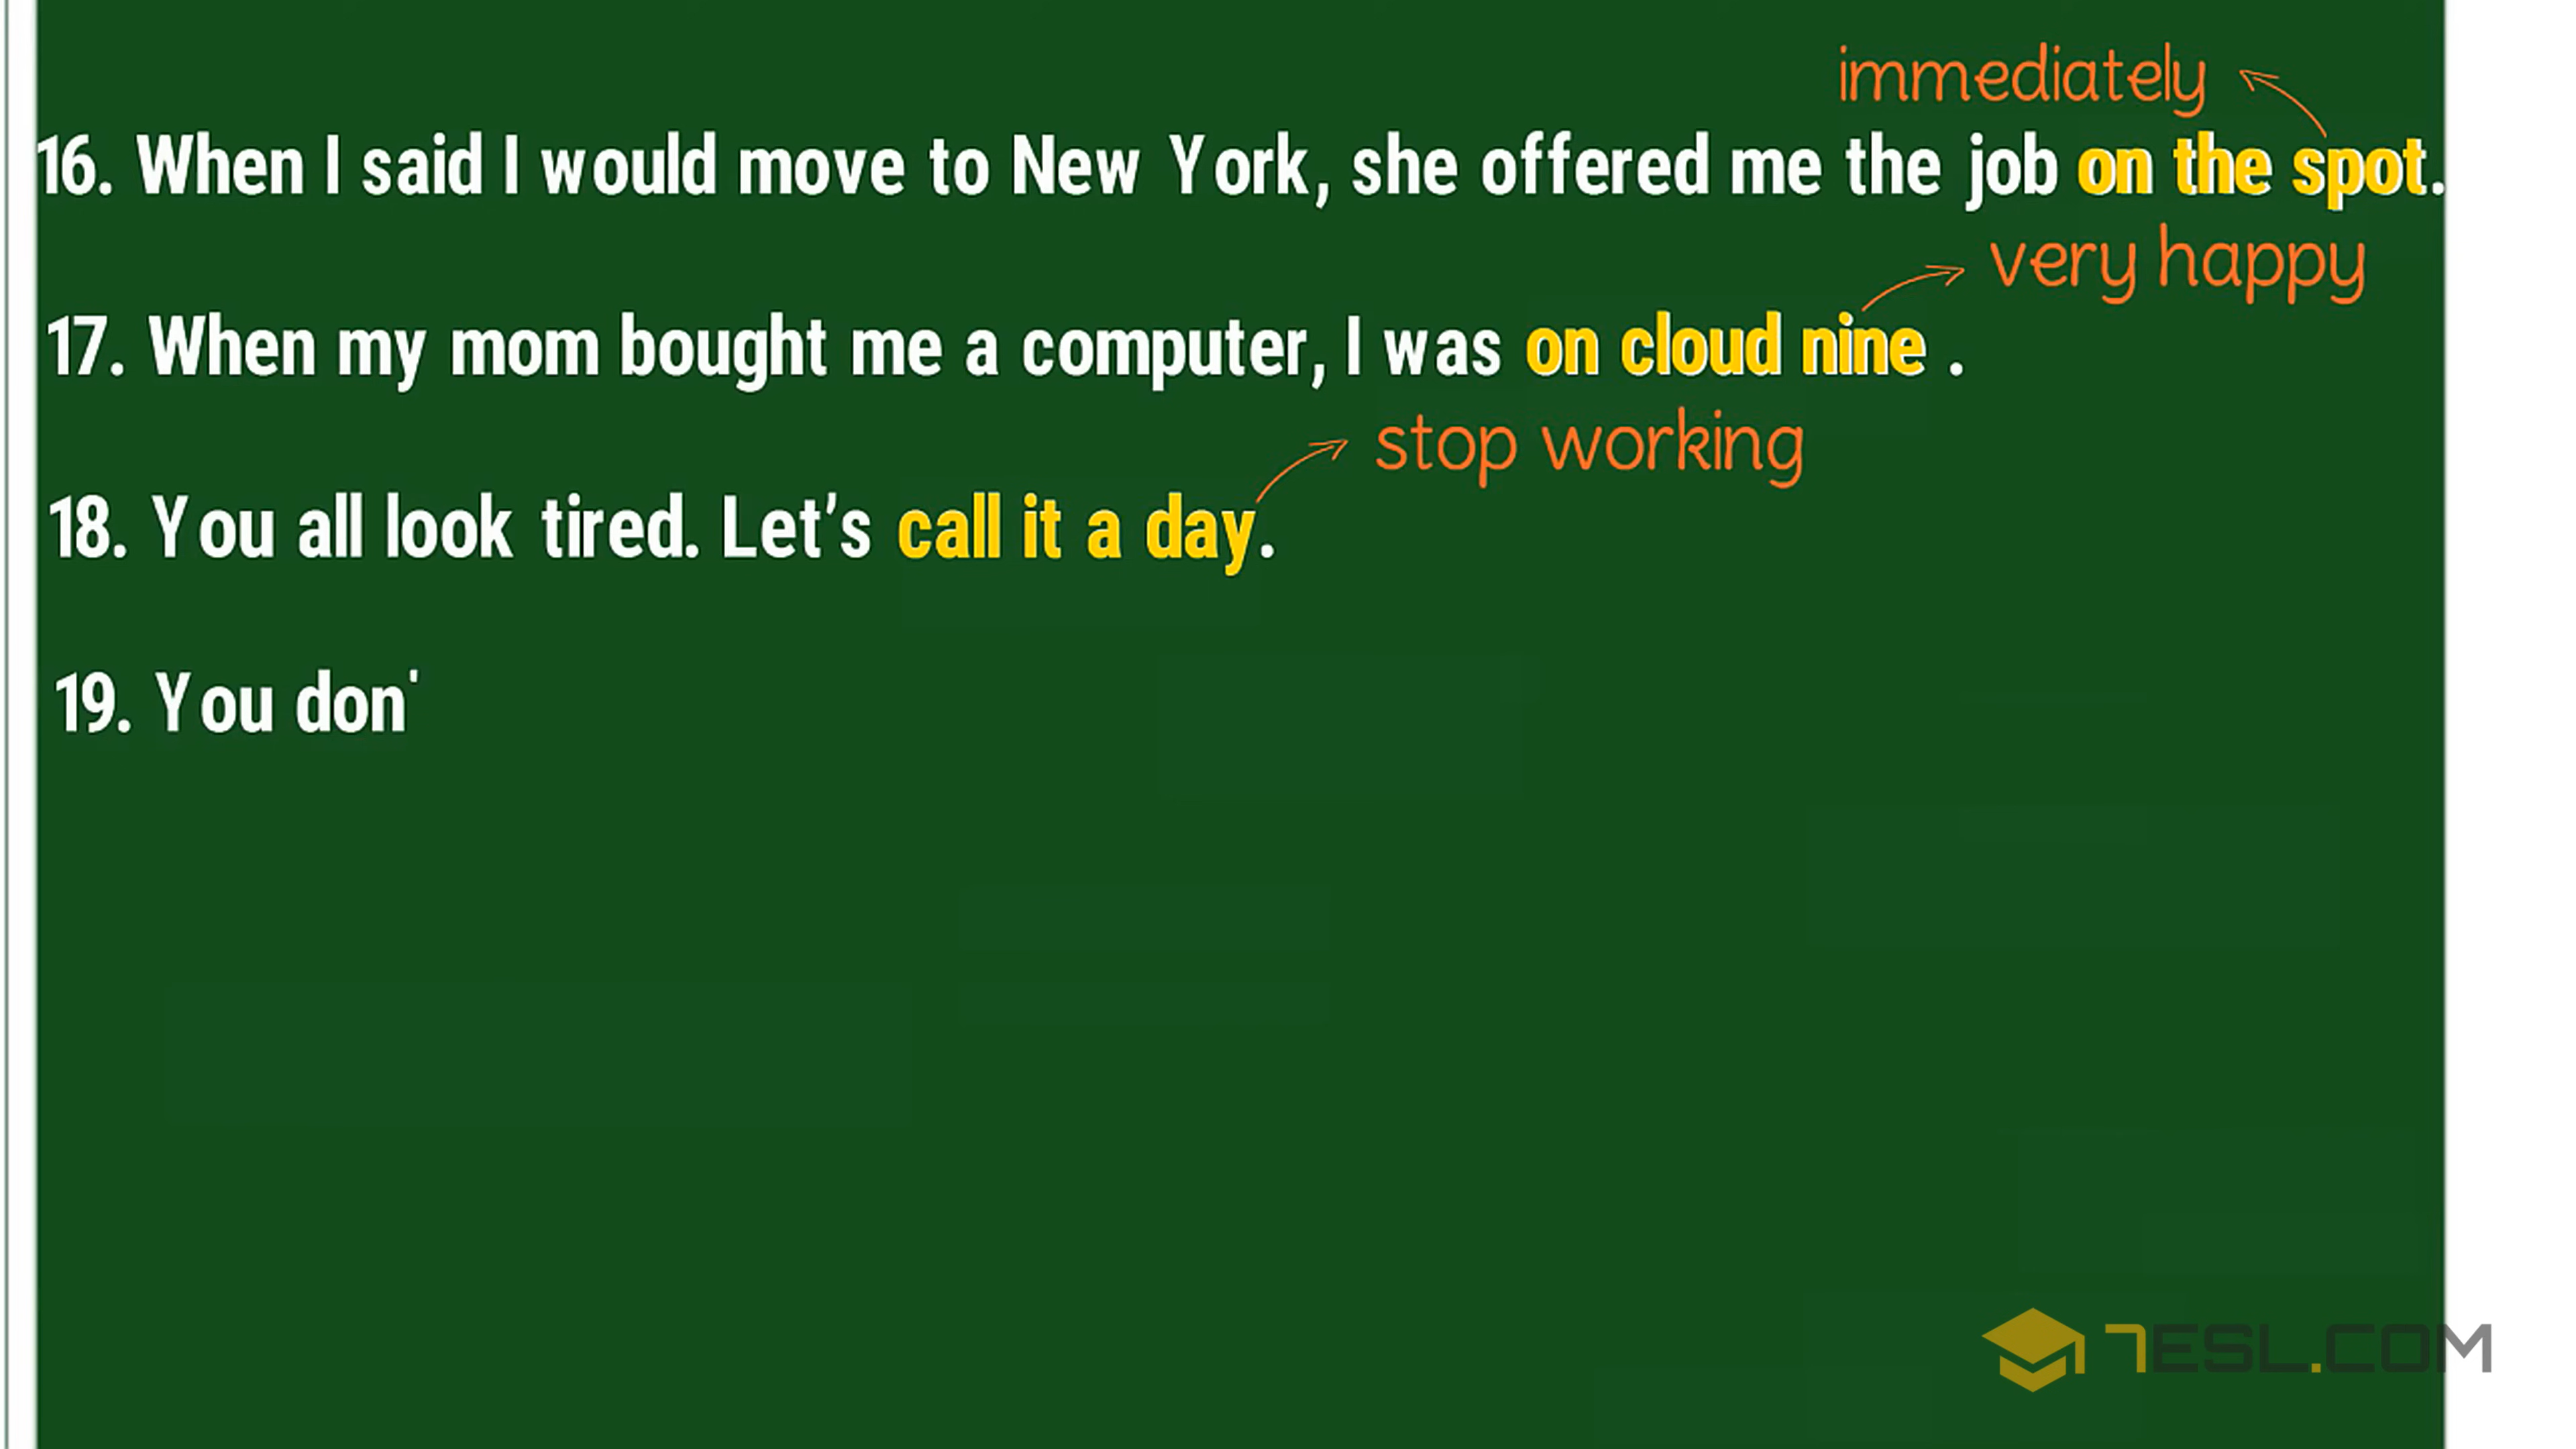 immediately
16. When I said I would move to New York, she offered me the job on the spot.
very happy
17. When my mom bought me a computer, I was on cloud nine .
stop working
18. You all look tired. Let’s call it a day.
19. You don'
7ESL.COM